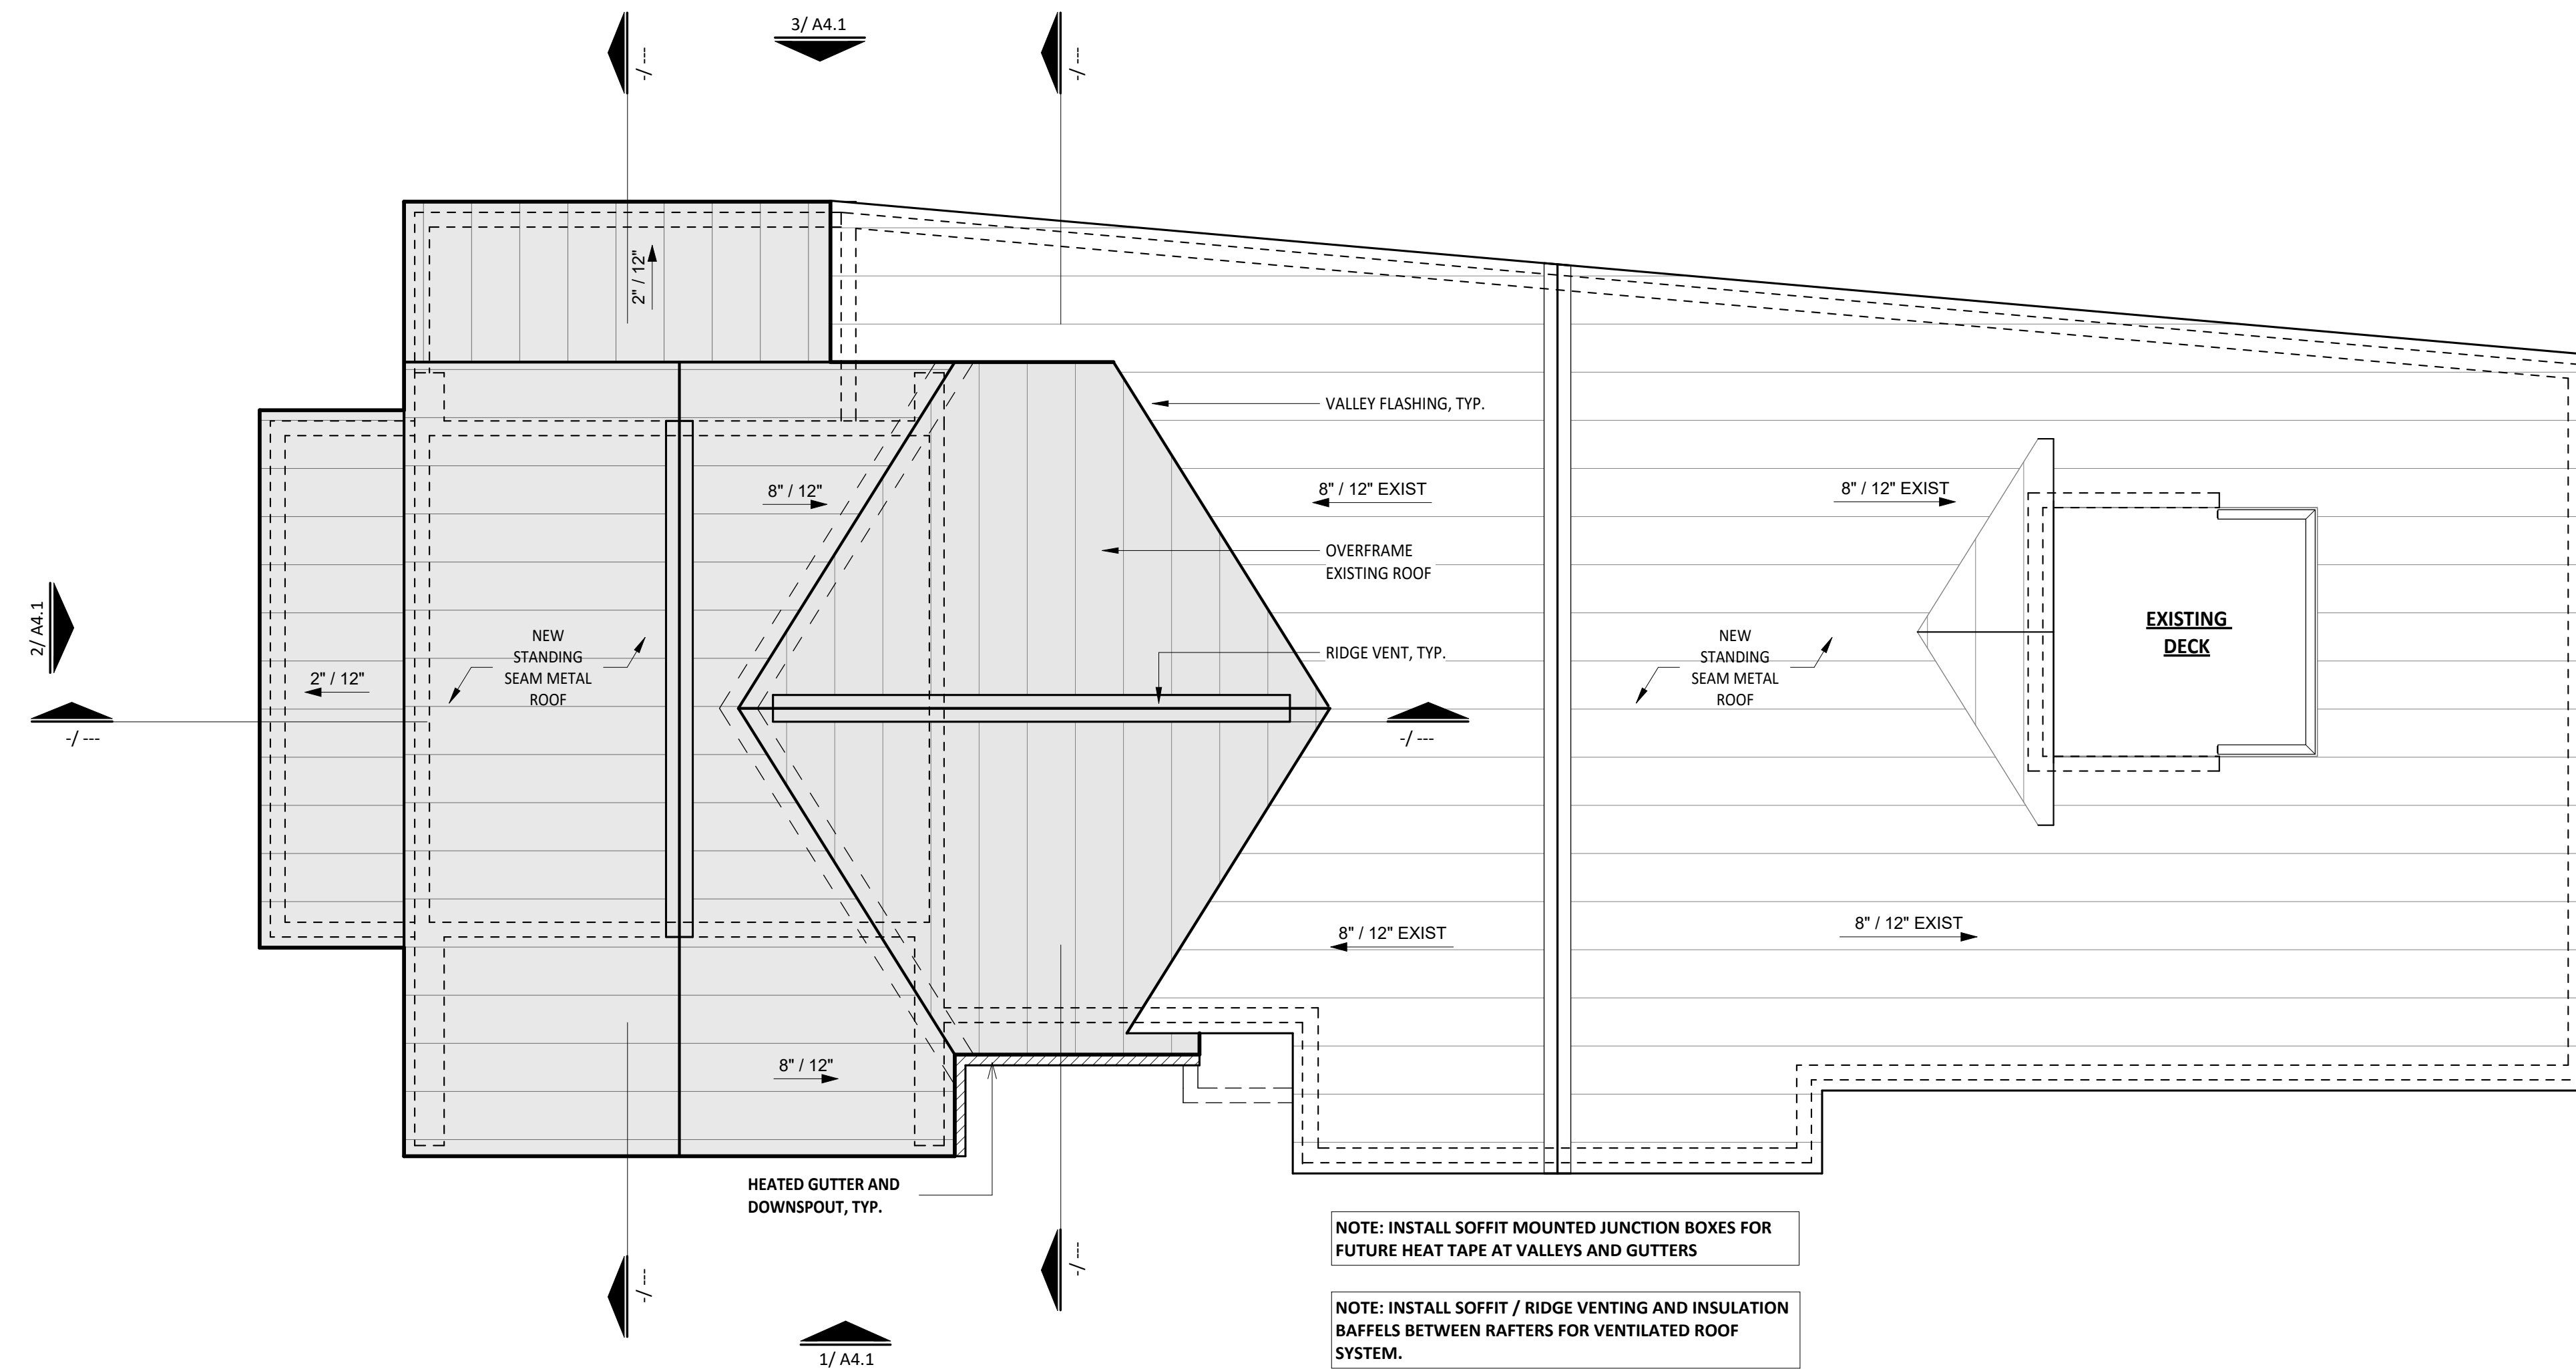 3/ A4.1
-/ ---
-/ ---
2" / 12"
VALLEY FLASHING, TYP.
8" / 12"
8" / 12" EXIST
8" / 12" EXIST
OVERFRAME
EXISTING ROOF
2/ A4.1
NEW
STANDING
SEAM METAL
ROOF
2" / 12"
RIDGE VENT, TYP.
NEW
STANDING
SEAM METAL
ROOF
EXISTING
DECK
-/ ---
-/ ---
8" / 12" EXIST
8" / 12" EXIST
8" / 12"
HEATED GUTTER AND
DOWNSPOUT, TYP.
-/ ---
-/ ---
NOTE: INSTALL SOFFIT MOUNTED JUNCTION BOXES FOR
FUTURE HEAT TAPE AT VALLEYS AND GUTTERS
NOTE: INSTALL SOFFIT / RIDGE VENTING AND INSULATION
BAFFELS BETWEEN RAFTERS FOR VENTILATED ROOF
SYSTEM.
1/ A4.1